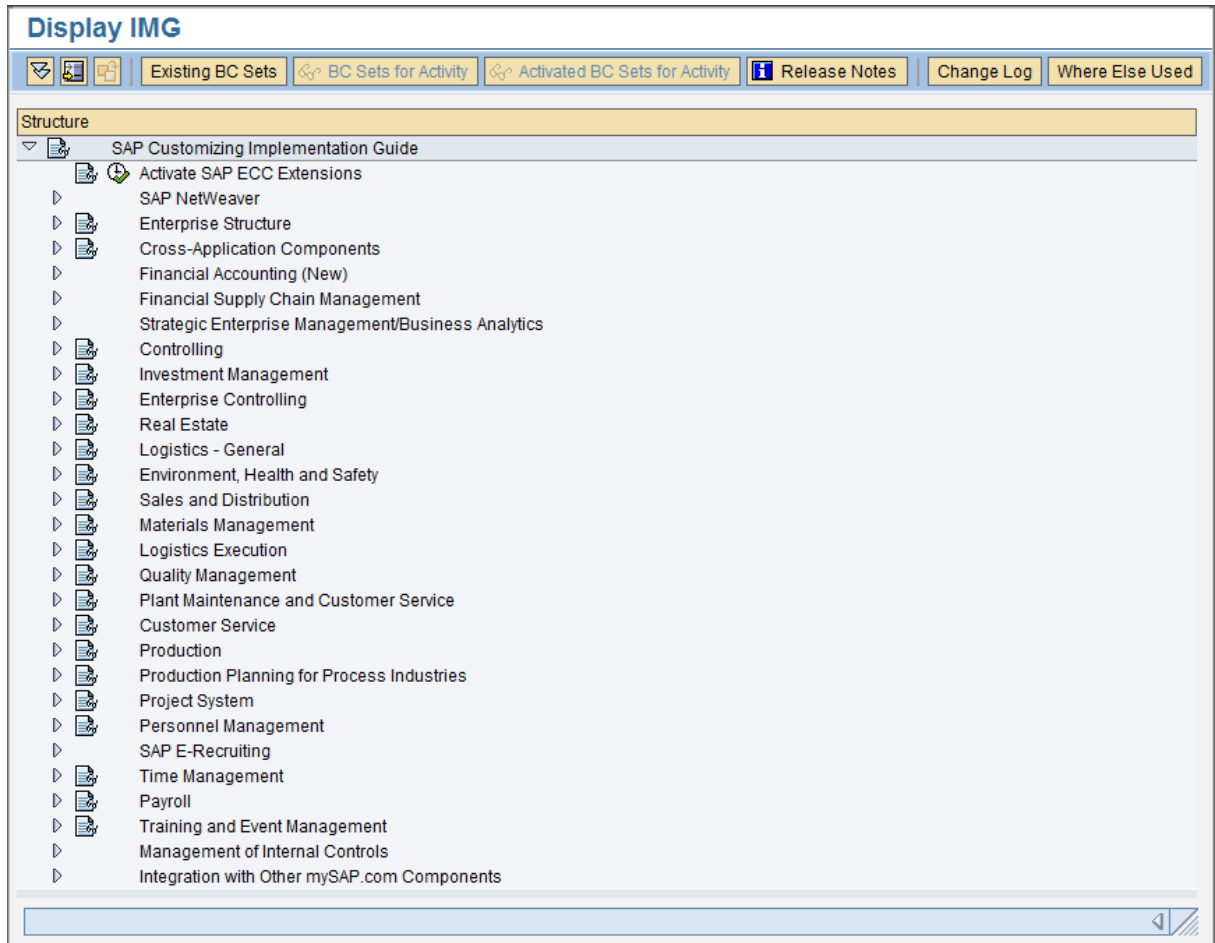 Display IMG
Existing BC Sets BC Sets for Activity Activated BC Sets for Activity Release Notes Change Log Where Else Used
Structure
SAP Customizing Implementation Guide
Activate SAP ECC Extensions
SAP NetWeaver
Enterprise Structure
Cross-Application Components
Financial Accounting (New)
Financial Supply Chain Management
Strategic Enterprise Management/Business Analytics
Controlling
Investment Management
Enterprise Controlling
Real Estate
Logistics - General
Environment, Health and Safety
Sales and Distribution
Materials Management
Logistics Execution
Quality Management
Plant Maintenance and Customer Service
Customer Service
Production
Production Planning for Process Industries
Project System
Personnel Management
SAP E-Recruiting
Time Management
Payroll
Training and Event Management
Management of Internal Controls
Integration with Other mySAP.com Components